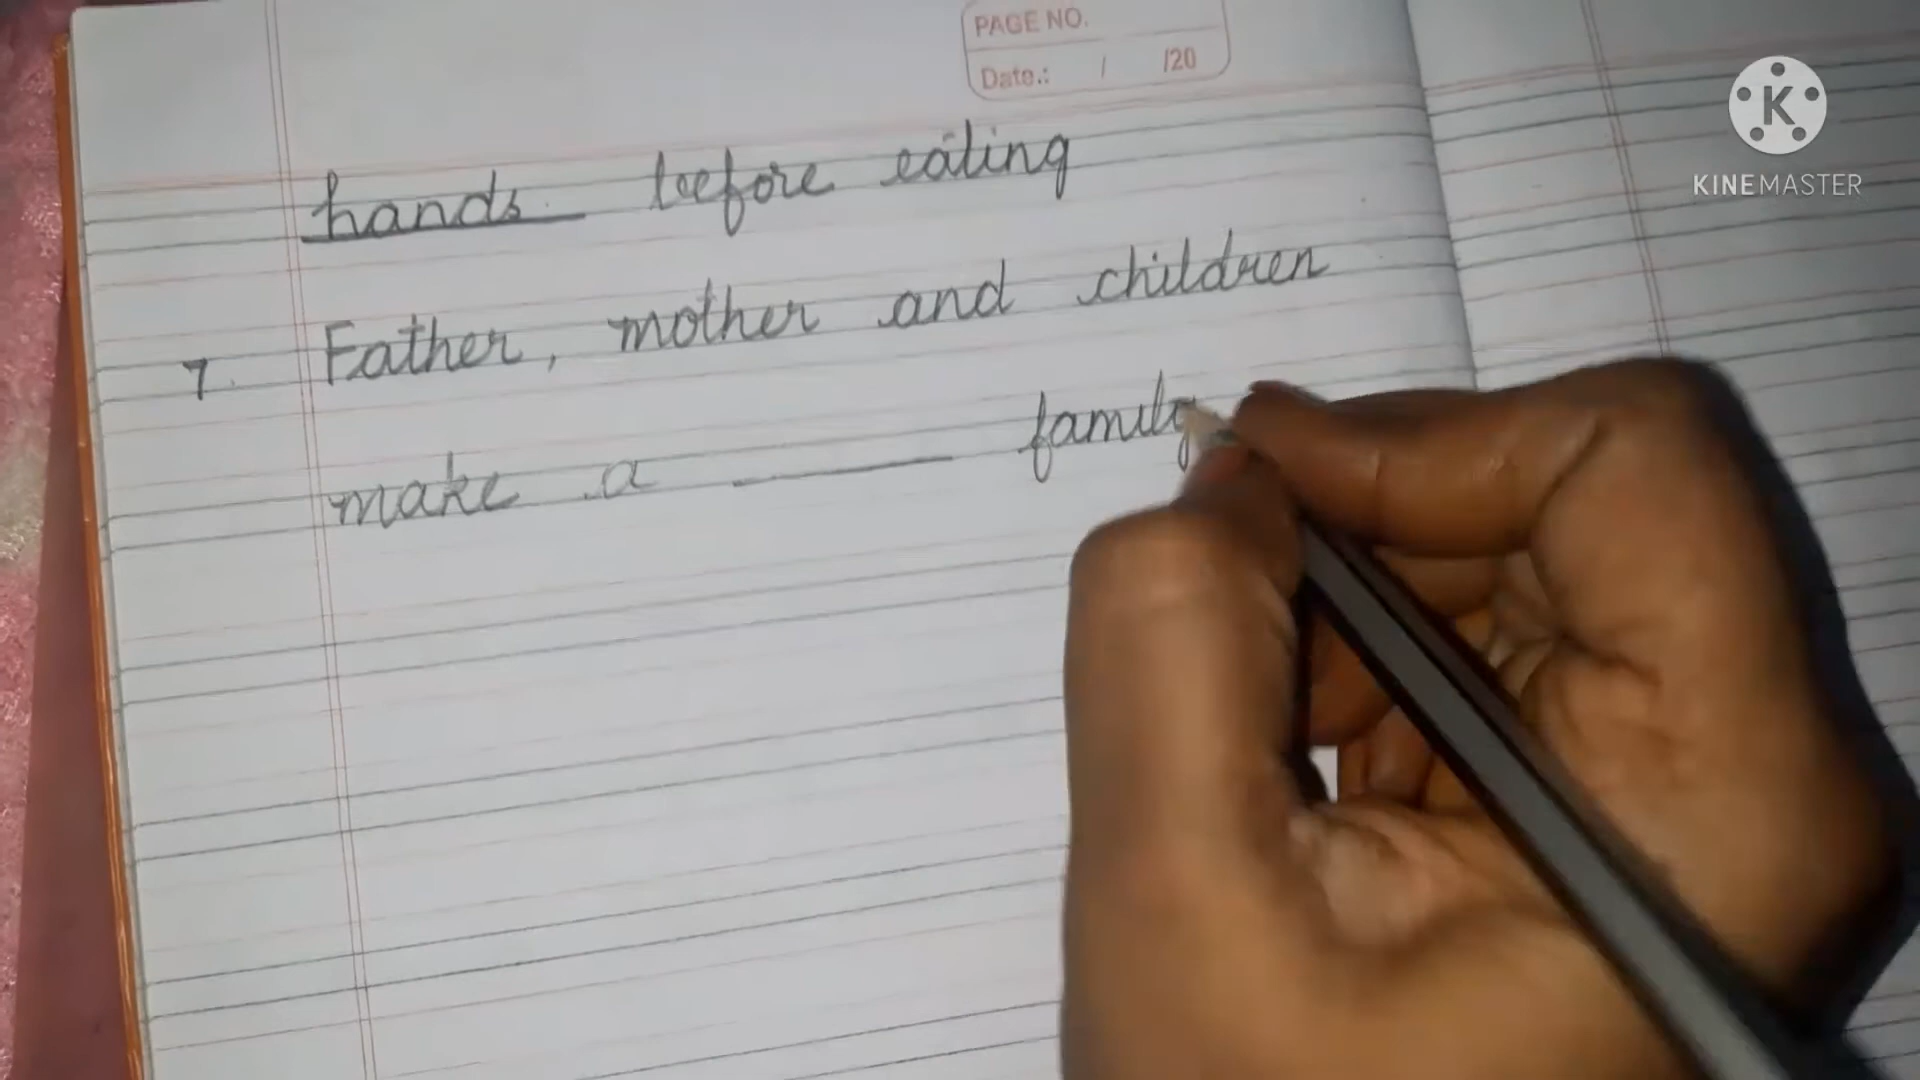 PAGE NO.
Date.: / /20
KINEMASTER
hands before eating
7. Father, mother and children
make a ______ family